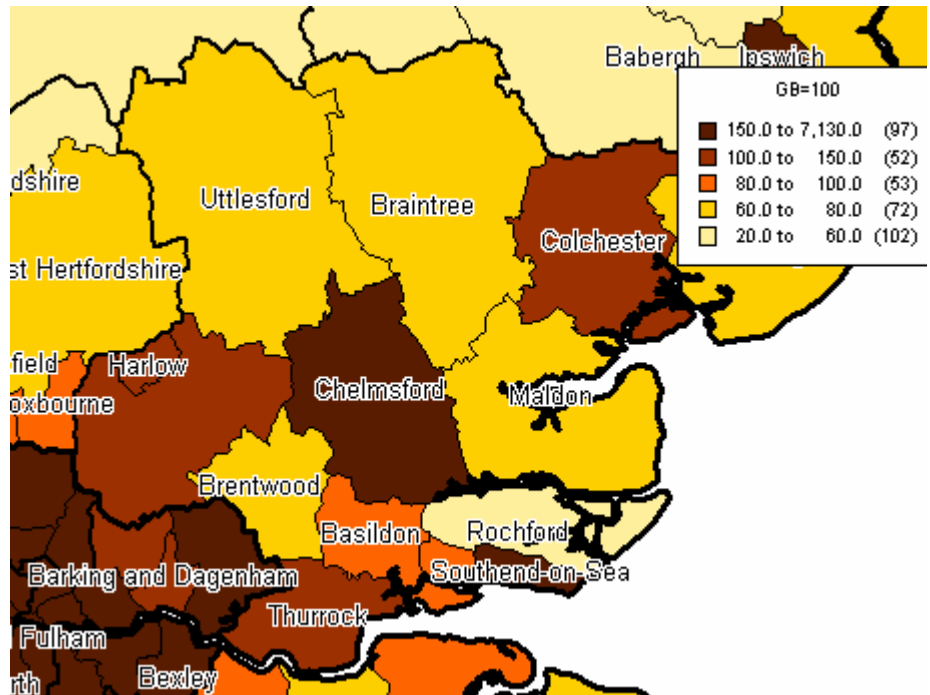 Babergh Ipswich
GB=100
150.0 to 7,130.0 (97)
100.0 to 150.0 (52)
80.0 to 100.0 (53)
60.0 to 80.0 (72)
20.0 to 60.0 (102)
dshire
Uttlesford
Braintree
Colchester
st Hertfordshire
field
Harlow
Chelmsford
Maldon
oxbourne
Brentwood
Basildon
Rochford
Barking and Dagenham
Southend-on-Sea
Thurrock
Fulham
rth
Bexley